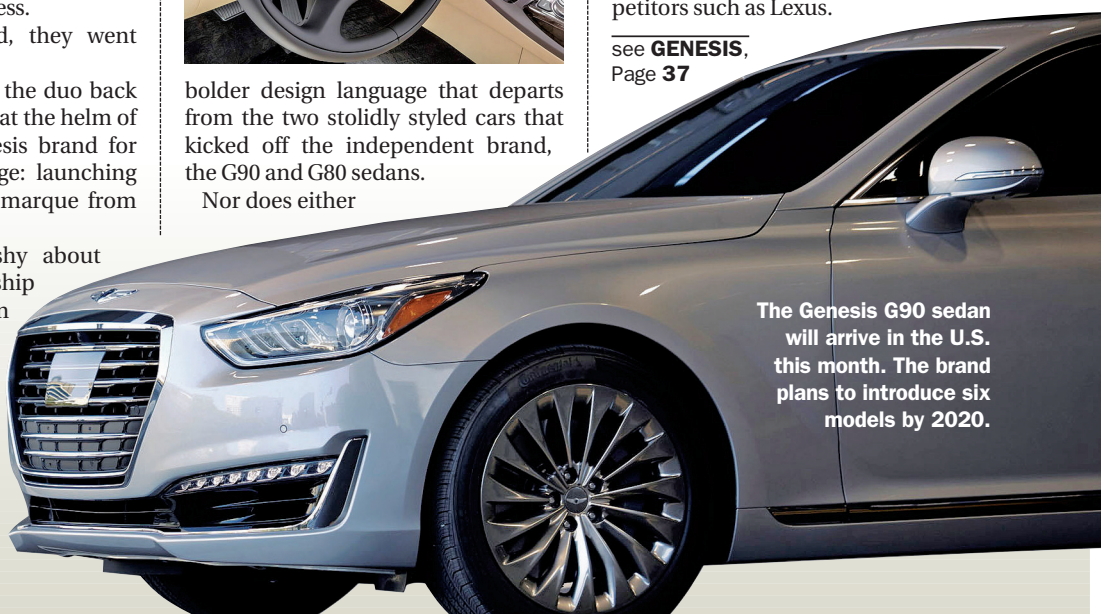 ess.
d, they went
the duo back
at the helm of
esis brand for
ge: launching
marque from
shy about
ship
n
bolder design language that departs
from the two stolidly styled cars that
kicked off the independent brand,
the G90 and G80 sedans.
Nor does either
petitors such as Lexus.
see GENESIS,
Page 37
The Genesis G90 sedan
will arrive in the U.S.
this month. The brand
plans to introduce six
models by 2020.